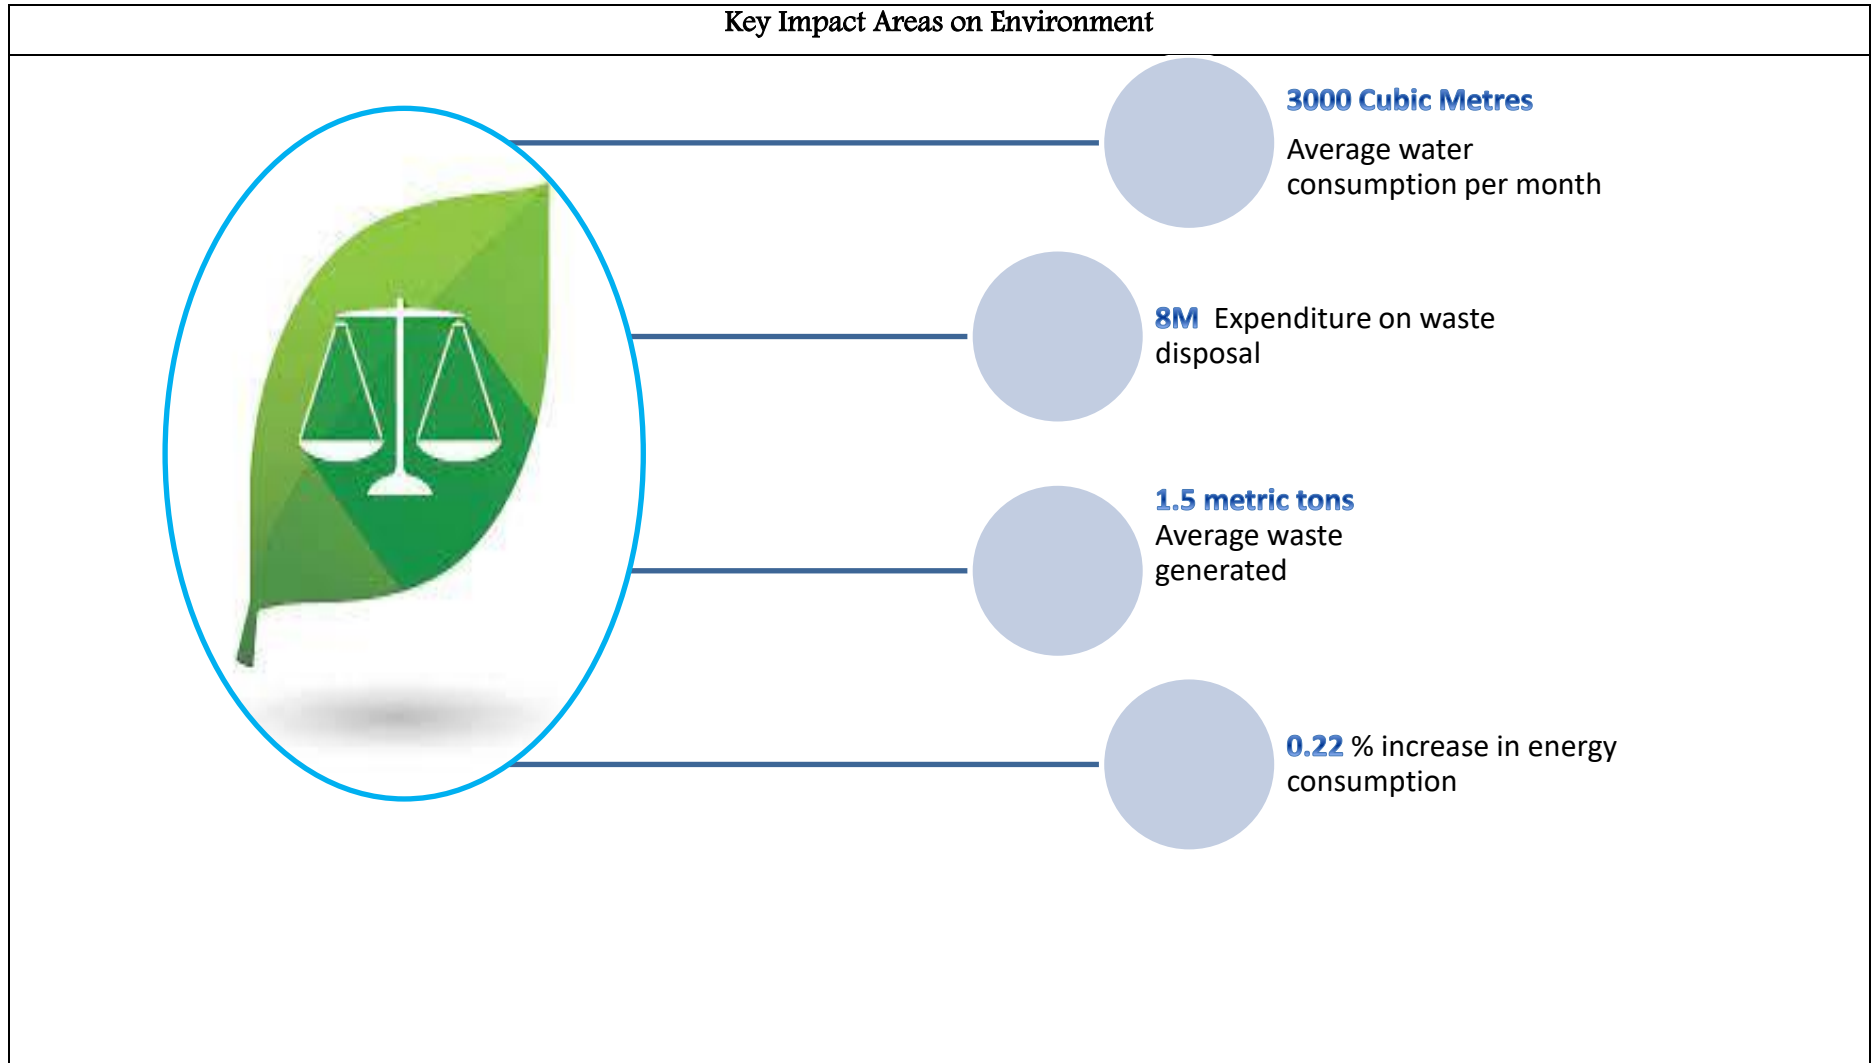 Key Impact Areas on Environment
3000 Cubic Metres
Average water
consumption per month
8M Expenditure on waste
disposal
1.5 metric tons
Average waste
generated
0.22 % increase in energy
consumption